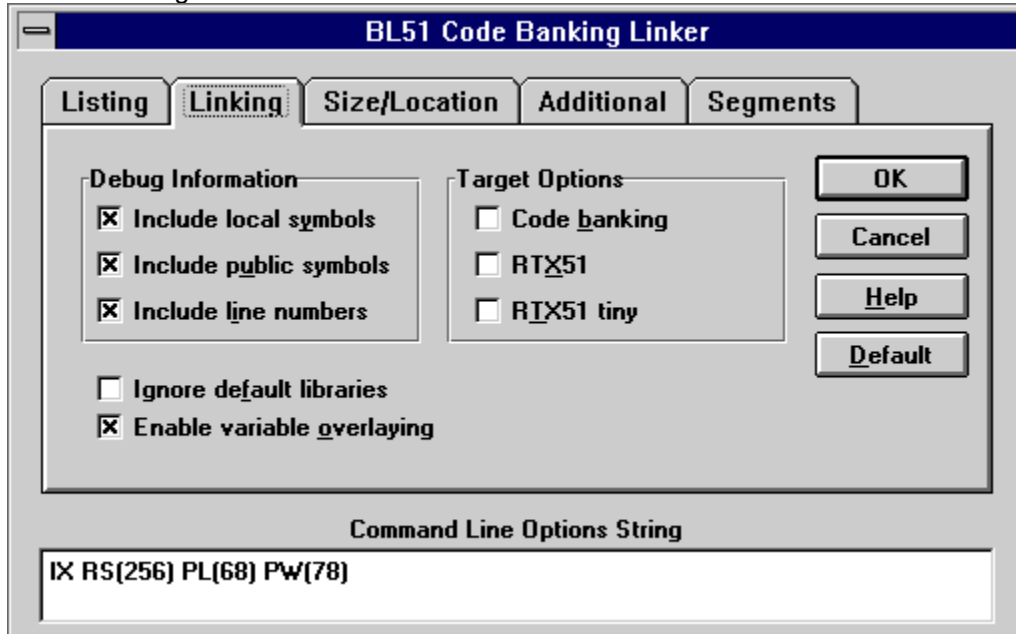 BL51 Code Banking Linker
Listing Linking Size/Location Additional Segments
Debug Information
Include local symbols
Include public symbols
Include line numbers
Target Options
Code banking
RTX51
RTX51 tiny
OK
Cancel
Help
Default
Ignore default libraries
Enable variable overlaying
Command Line Options String
IX RS(256) PL(68) PW(78)